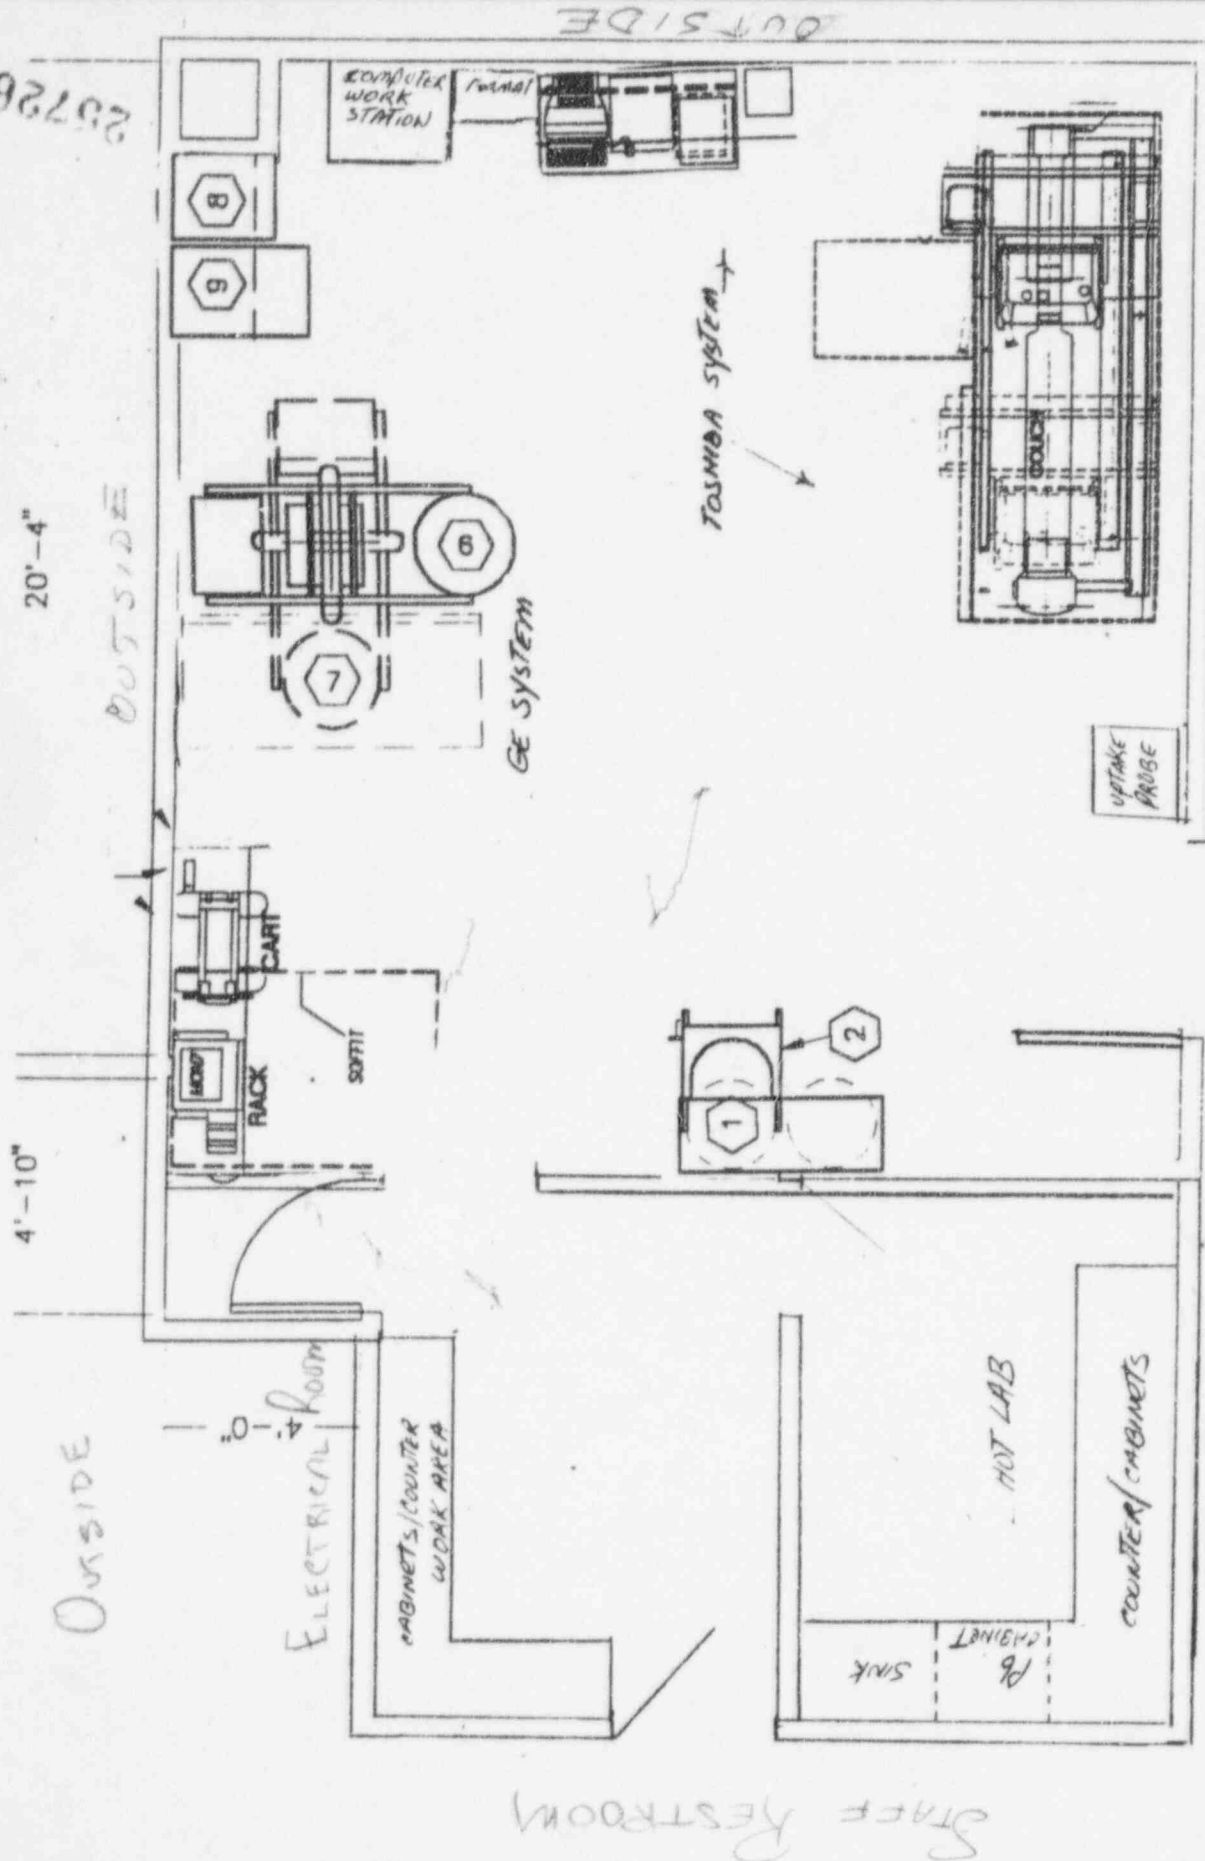 OUTSIDE
25726
COMPUTER
WORK
STATION
FORMAT
8
9
TOSHIBA SYSTEM
COUCH
20'-4"
OUTSIDE
6
7
GE SYSTEM
UPTAKE
PROBE
CART
SOFFIT
RACK
2
1
4'-10"
OUTSIDE
4'-0"
ELECTRICAL ROOM
CABINETS/COUNTER
WORK AREA
HOT LAB
COUNTER/CABINETS
SINK
Pb
CABINET
STAFF RESTROOM